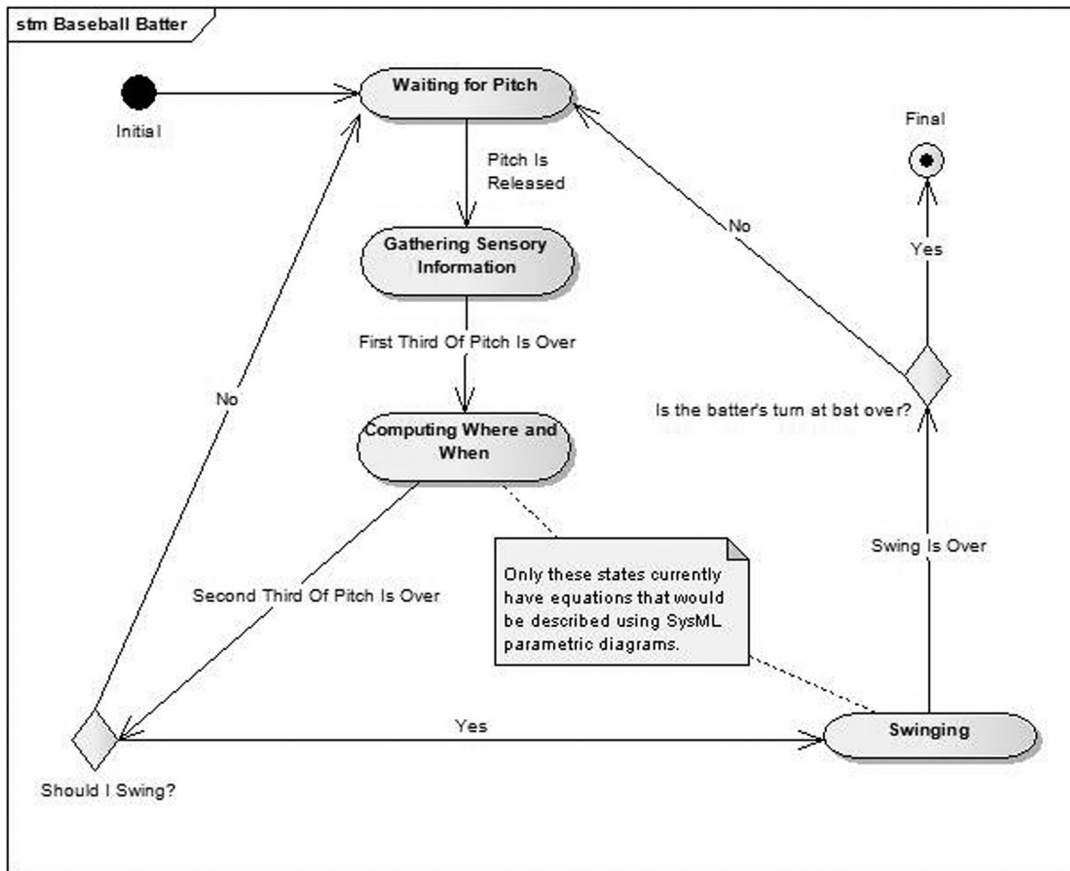 stm Baseball Batter
Initial
Waiting for Pitch
Final
Pitch Is
Released
No
Yes
Gathering Sensory
Information
First Third Of Pitch Is Over
No
Is the batter's turn at bat over?
Computing Where and
When
Swing Is Over
Only these states currently
have equations that would
be described using SysML
parametric diagrams.
Second Third Of Pitch Is Over
Yes
Swinging
Should I Swing?